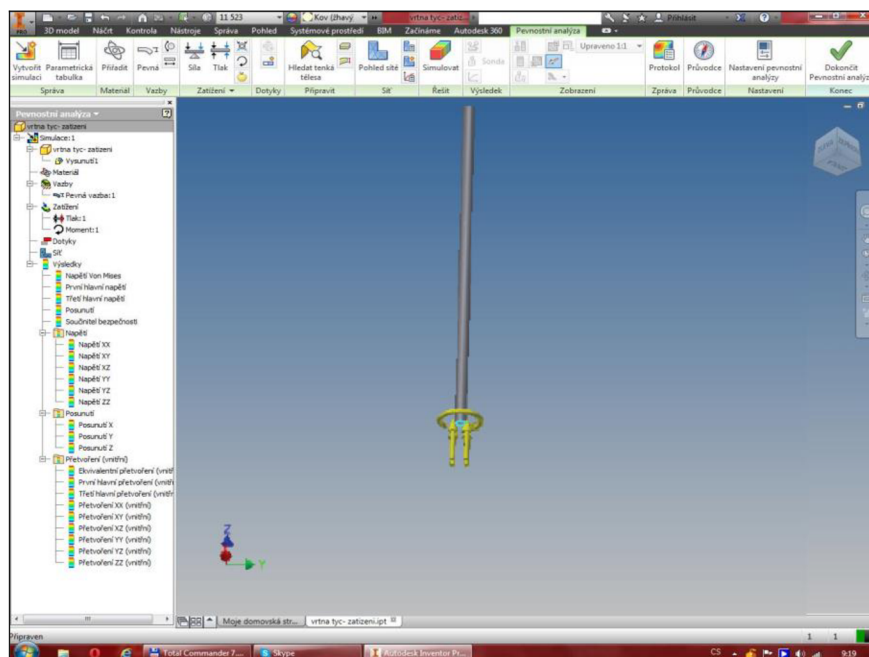 11 523 Kov (žhavý vrtna tyc- zatiz... Přihlásit
PRO 3D model Náčrt Kontrola Nástroje Správa Pohled Systémové prostředí BIM Začínáme Autodesk 360 Pevnostní analýza
Vytvořit simulaci Parametrická tabulka Přiřadit Pevná Síla Tlak Hledat tenká tělesa Pohled sítě Simulovat Sonda Upraveno 1:1 Protokol Průvodce Nastavení pevnostní analýzy Dokončit Pevnostní analýz
Správa Materiál Vazby Zatížení Dotyky Připravit Síť Řešit Výsledek Zobrazení Zpráva Průvodce Nastavení Konec
Pevnostní analýza
vrtna tyc- zatizeni
Simulace:1
vrtna tyc- zatizeni
Vysunutí1
Materiál
Vazby
Pevná vazba:1
Zatížení
Tlak:1
Moment:1
Dotyky
Síť
Výsledky
Napětí Von Mises
První hlavní napětí
Třetí hlavní napětí
Posunutí
Součinitel bezpečnosti
Napětí
Napětí XX
Napětí XY
Napětí XZ
Napětí YY
Napětí YZ
Napětí ZZ
Posunutí
Posunutí X
Posunutí Y
Posunutí Z
Přetvoření (vnitřní)
Ekvivalentní přetvoření (vnitř
První hlavní přetvoření (vnitřn
Třetí hlavní přetvoření (vnitřn
Přetvoření XX (vnitřní)
Přetvoření XY (vnitřní)
Přetvoření XZ (vnitřní)
Přetvoření YY (vnitřní)
Přetvoření YZ (vnitřní)
Přetvoření ZZ (vnitřní)
Z
Y
Moje domovská str... vrtna tyc- zatizeni.ipt
Připraven 1 1
Total Commander 7.... Skype Autodesk Inventor Pr... CS 9:19